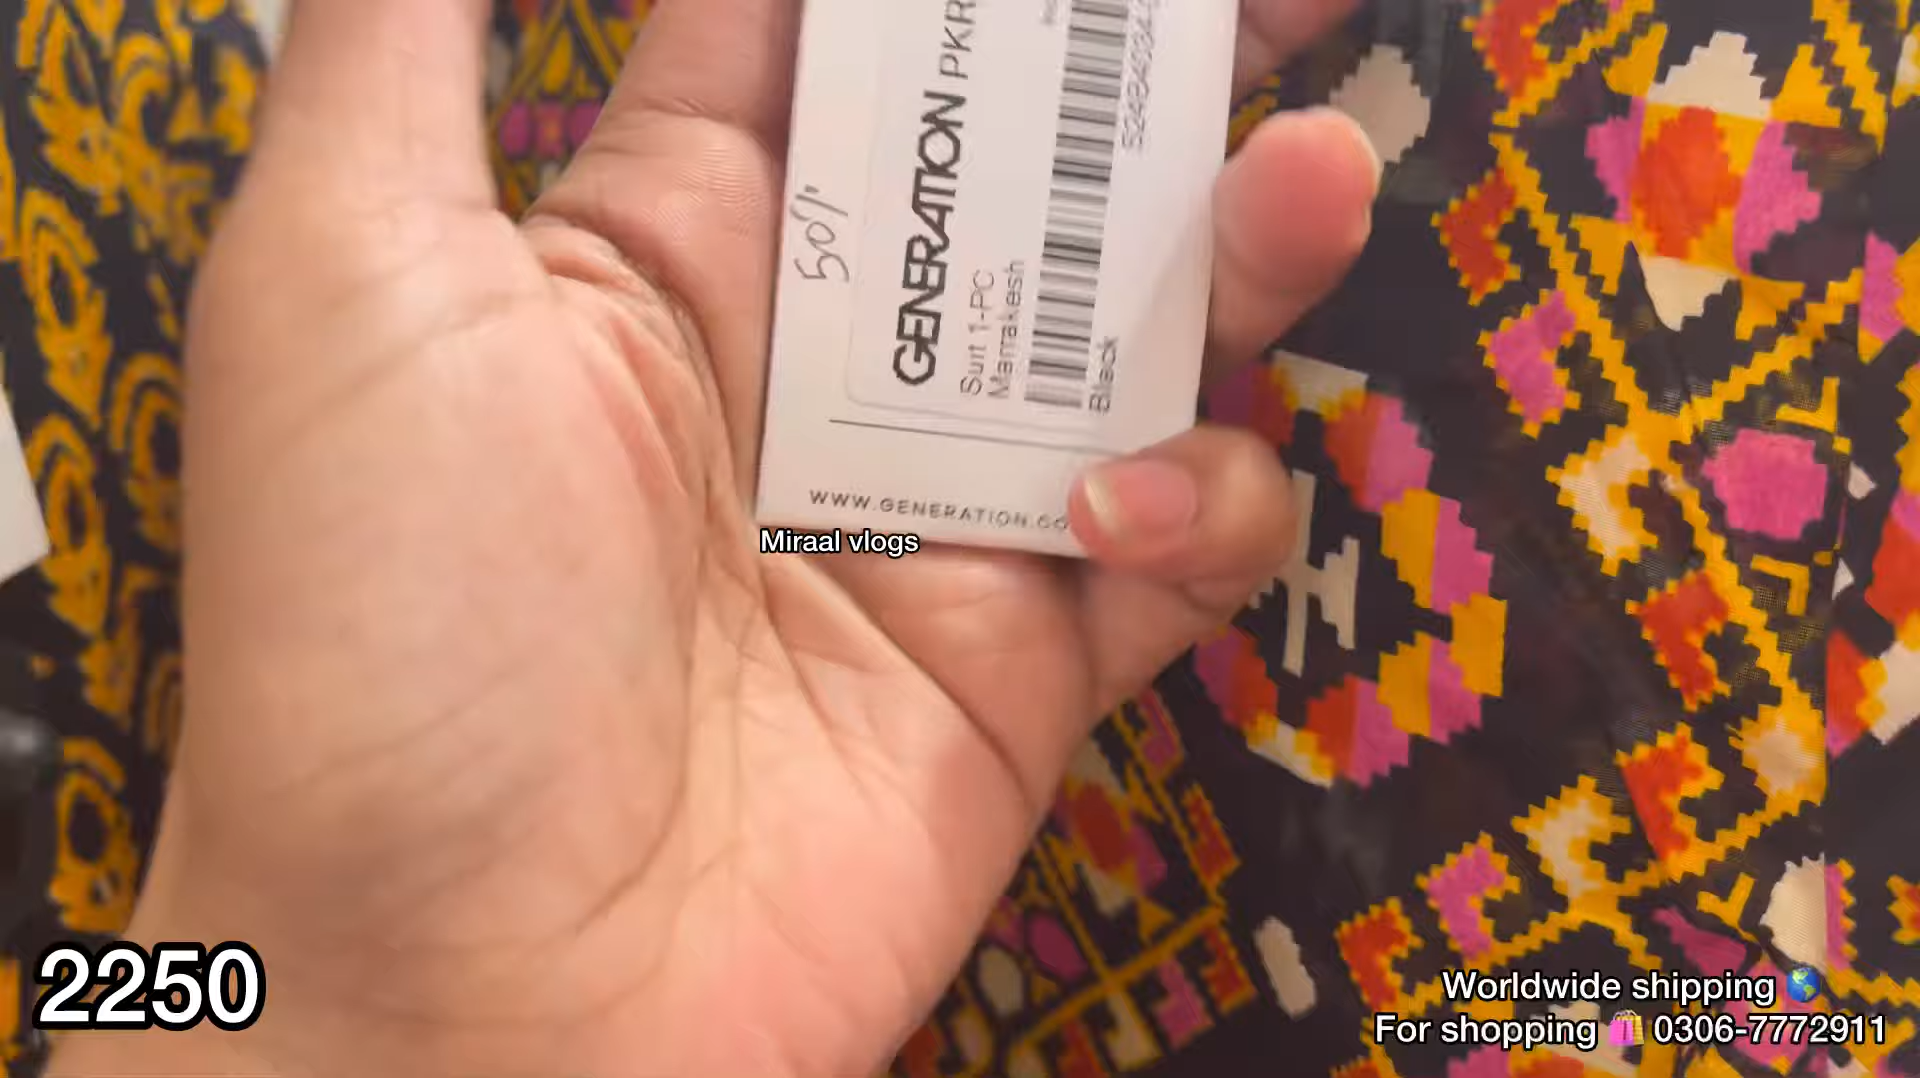 50%
GENERATION PKR
Suit 1-PC
Marrakesh
Black
WWW.GENERATION.CO
Miraal vlogs
2250
Worldwide shipping 🌎
For shopping 🛍️ 0306-7772911